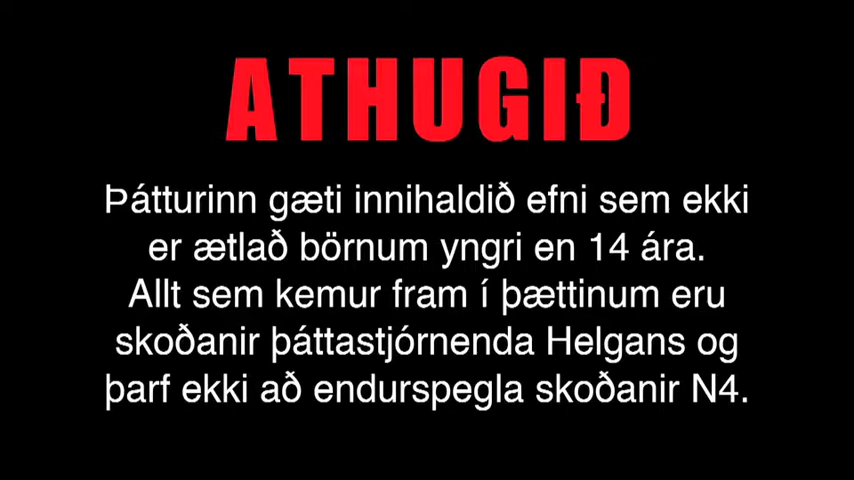 ATHUGIÐ
Þátturinn gæti innihaldið efni sem ekki
er ætlað börnum yngri en 14 ára.
Allt sem kemur fram í þættinum eru
skoðanir þáttastjórnenda Helgans og
þarf ekki að endurspegla skoðanir N4.